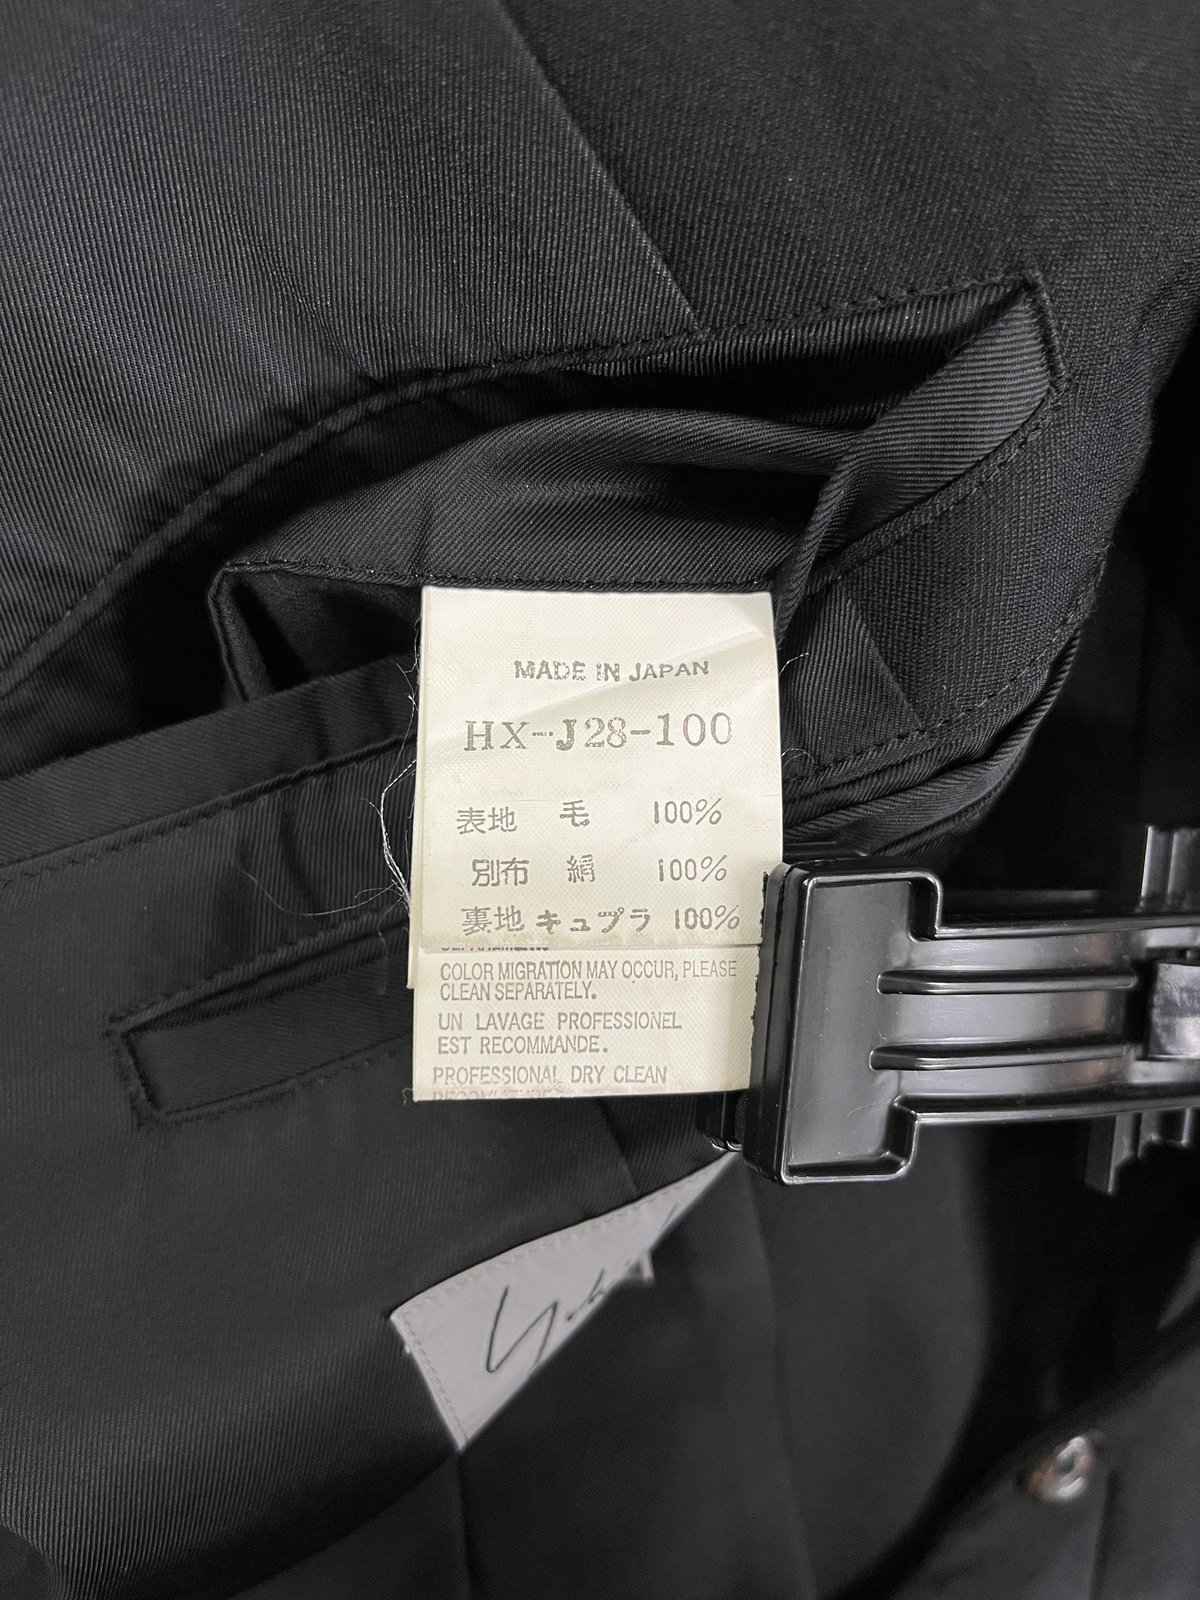 MADE IN JAPAN
HX-J28-100
表地 毛 100%
別布 絹 100%
裏地 キュプラ 100%
COLOR MIGRATION MAY OCCUR, PLEASE
CLEAN SEPARATELY.
UN LAVAGE PROFESSIONEL
EST RECOMMANDE.
PROFESSIONAL DRY CLEAN